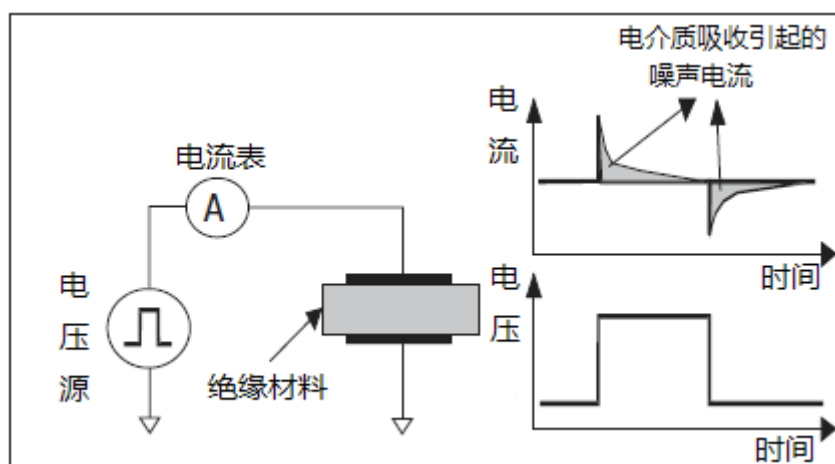 电介质吸收引起的
噪声电流
电流
时间
电流表
A
电压源
绝缘材料
电压
时间